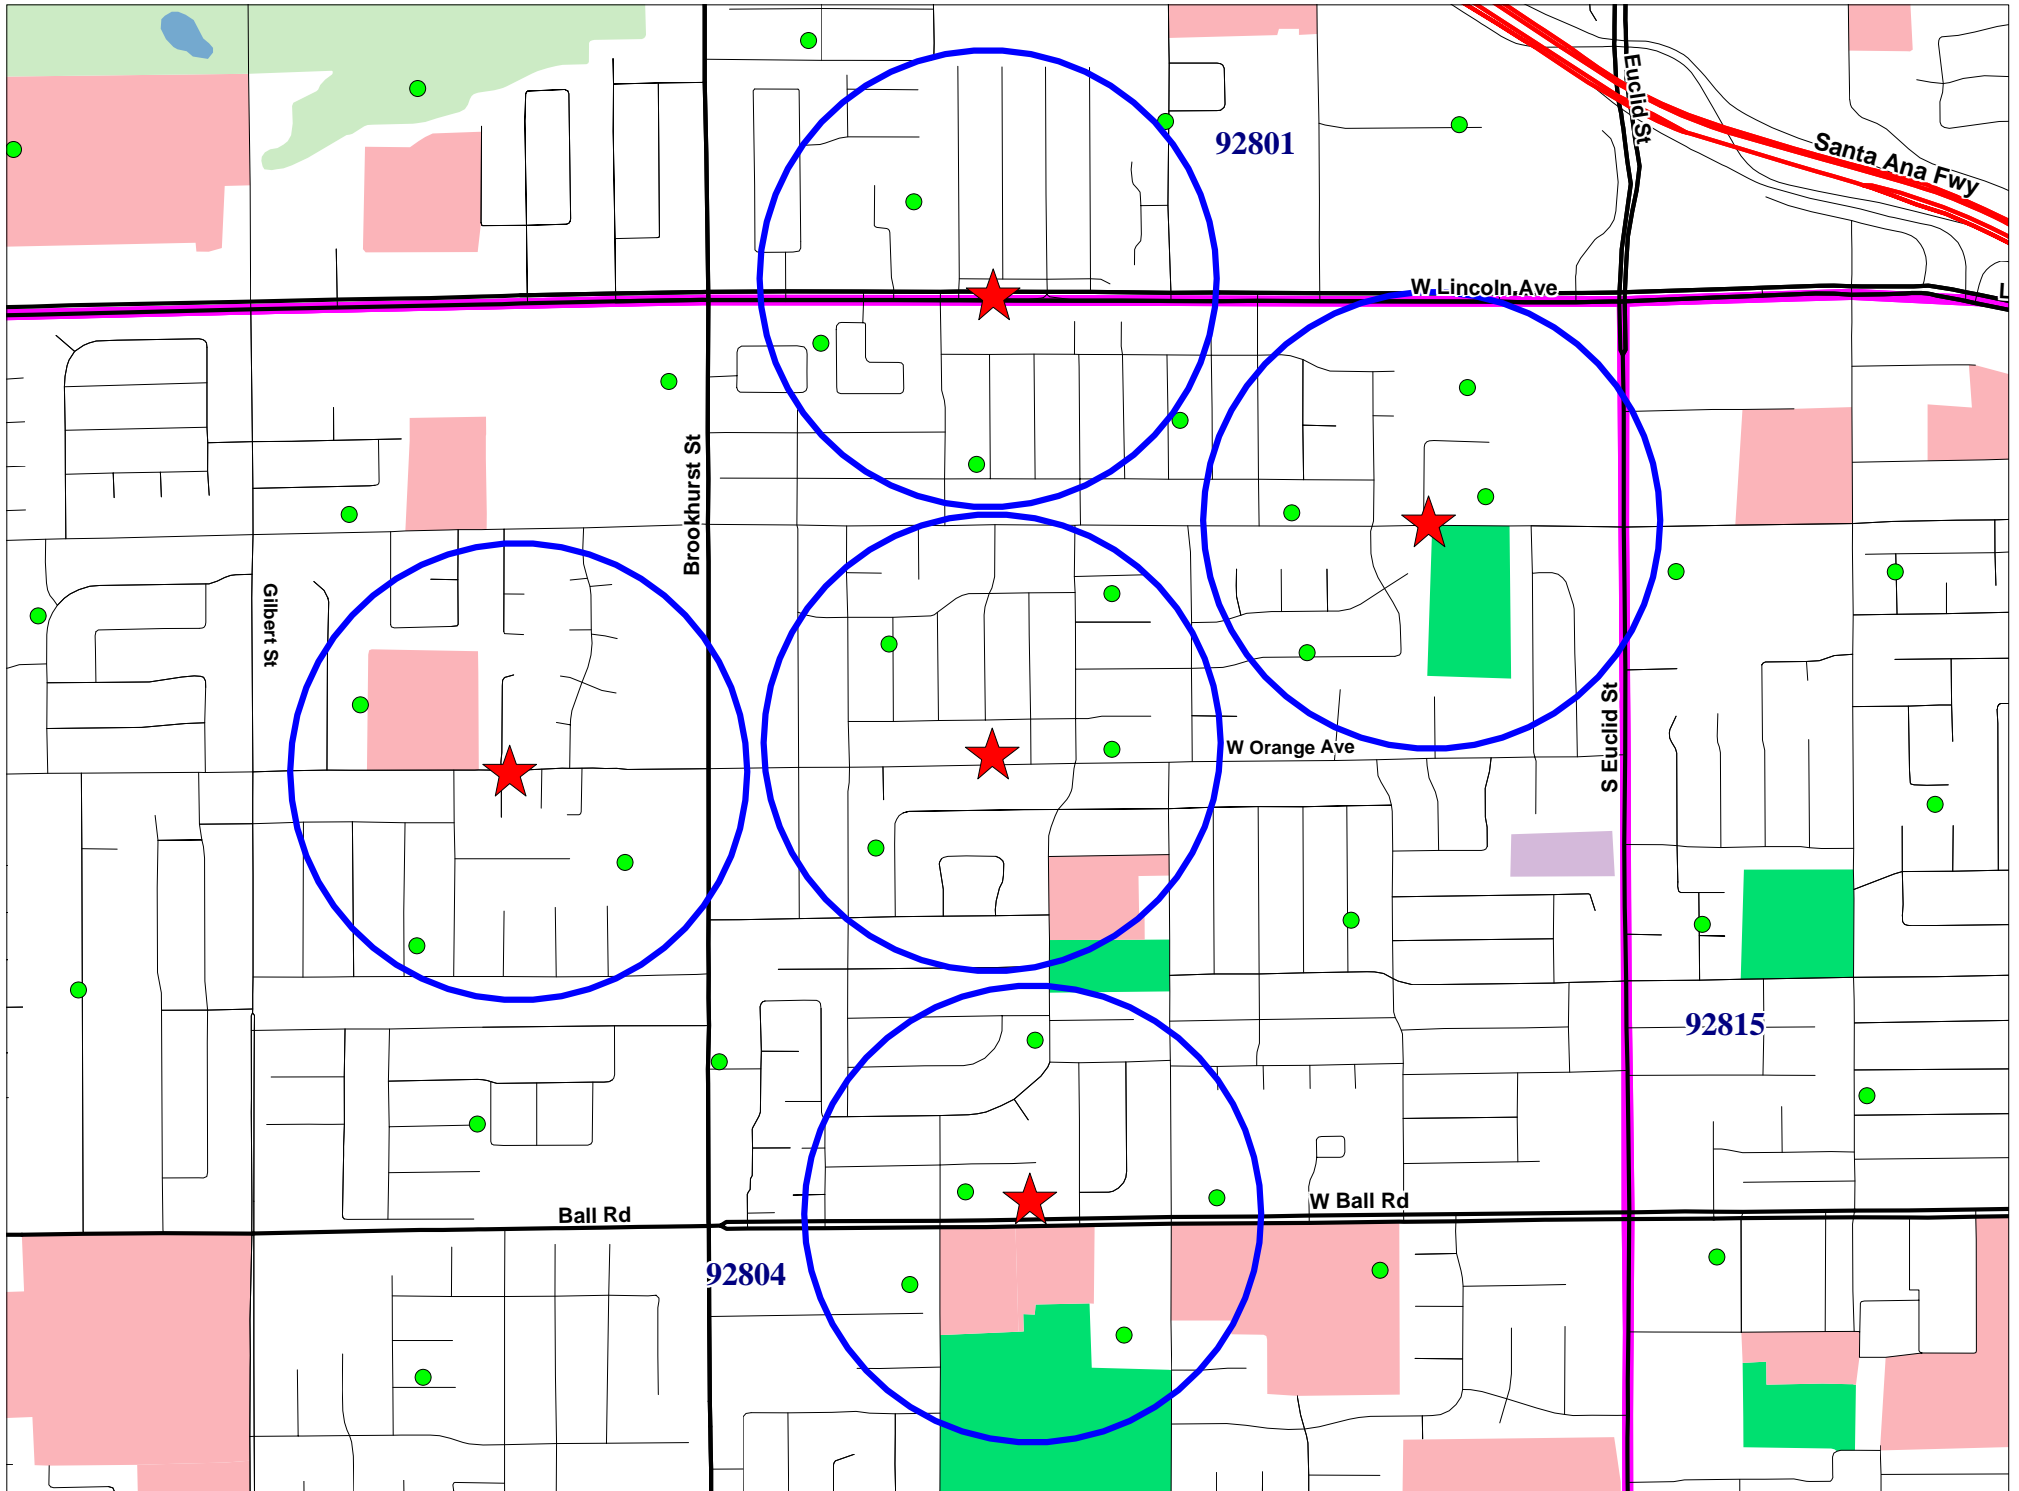 Euclid St
92801
Santa Ana Fwy
W Lincoln Ave
L
Brookhurst St
Gilbert St
W Orange Ave
S Euclid St
92815
Ball Rd
W Ball Rd
92804